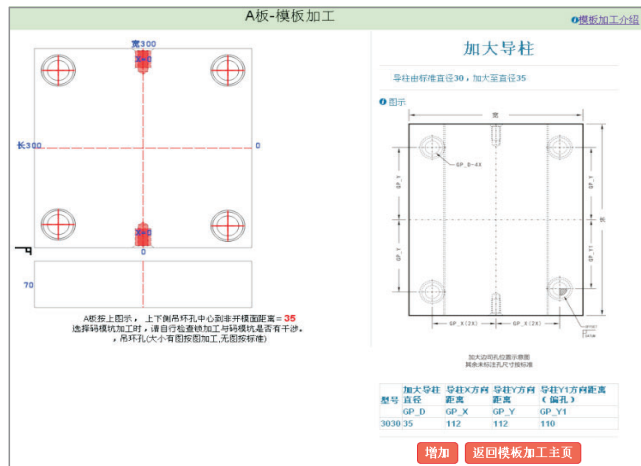 A板-模板加工
模板加工介绍
宽300
X=0
长300
0
X=0
0
70
A板按上图示， 上下侧吊环孔中心到非开模面距离=35
选择码模坑加工时，请自行检查锁加工与码模坑是否有干涉。
，吊环孔(大小有图按图加工,无图按标准)
加大导柱
导柱由标准直径30，加大至直径35
图示
宽
GP_D-4X
GP_Y
GP_Y
GP_Y
GP_Y1
GP_X(2X)
GP_X(2X)
加大边司孔位置示意图
其余未标注孔尺寸按标准
型号 加大导柱直径 导柱X方向距离 导柱Y方向距离 导柱Y1方向距离（偏孔）
GP_D GP_X GP_Y GP_Y1
3030 35 112 112 110
增加 返回模板加工主页